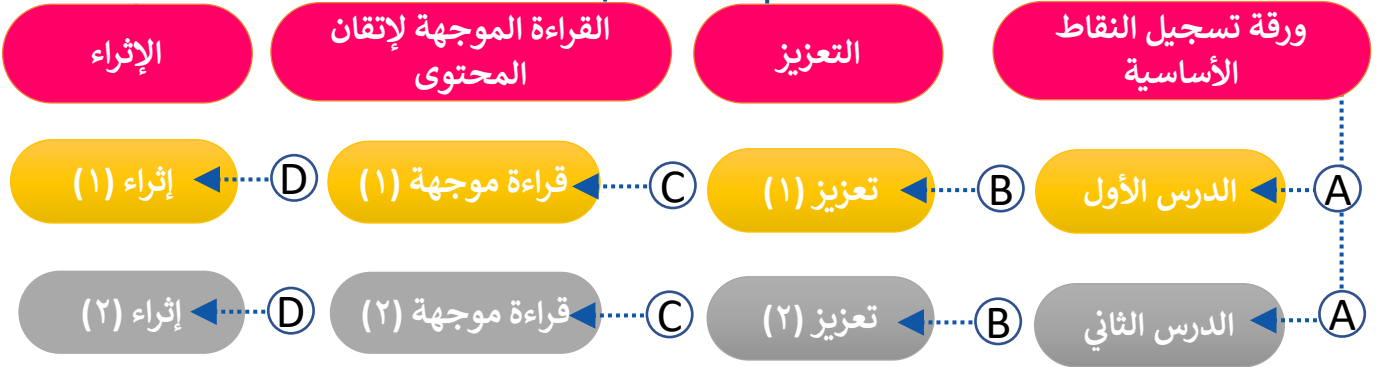 ورقة تسجيل النقاط
الأساسية
التعزيز
القراءة الموجهة لإتقان
المحتوى
الإثراء
A
الدرس الأول
B
تعزيز (١)
C
قراءة موجهة (١)
D
إثراء (١)
A
الدرس الثاني
B
تعزيز (٢)
C
قراءة موجهة (٢)
D
إثراء (٢)